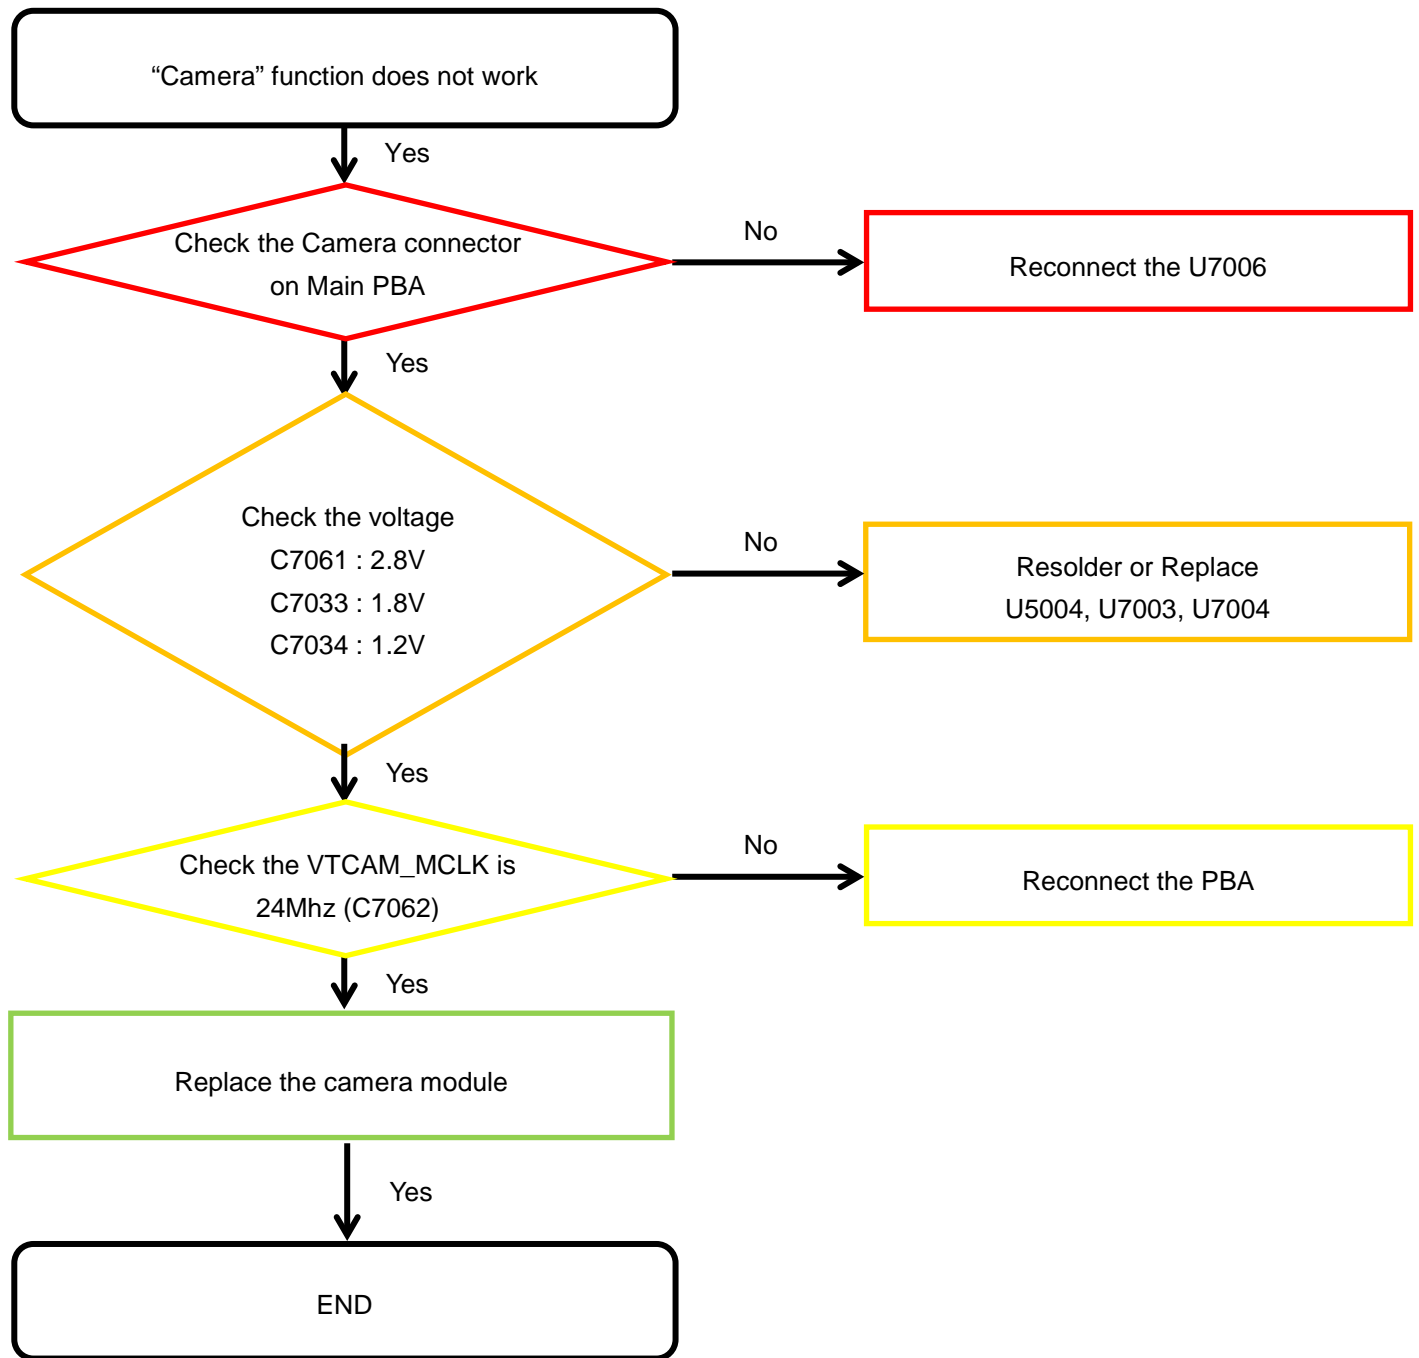 “Camera” function does not work
Yes
Check the Camera connector
on Main PBA
No
Reconnect the U7006
Yes
Check the voltage
C7061 : 2.8V
C7033 : 1.8V
C7034 : 1.2V
No
Resolder or Replace
U5004, U7003, U7004
Yes
Check the VTCAM_MCLK is
24Mhz (C7062)
No
Reconnect the PBA
Yes
Replace the camera module
Yes
END